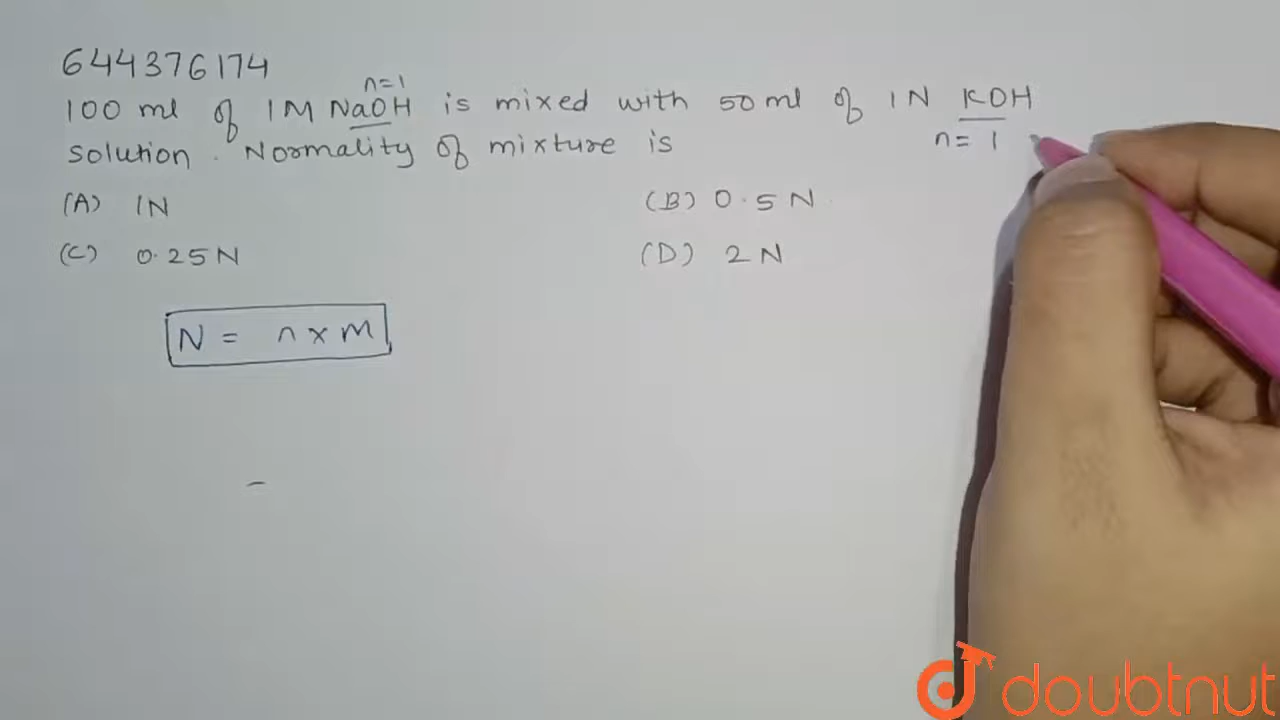 644376174
n=1
100 ml of 1M NaOH is mixed with 50 ml of 1N KOH
n= 1
solution. Normality of mixture is
(A) 1N (B) 0.5 N
(C) 0.25N (D) 2 N
N = n x M
doubtnut